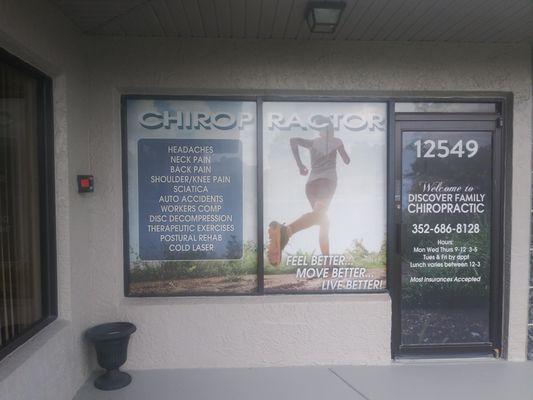 CHIROPRACTOR
HEADACHES
NECK PAIN
BACK PAIN
SHOULDER/KNEE PAIN
SCIATICA
AUTO ACCIDENTS
WORKERS COMP
DISC DECOMPRESSION
THERAPEUTIC EXERCISES
POSTURAL REHAB
COLD LASER
FEEL BETTER...
MOVE BETTER...
LIVE BETTER!
12549
Welcome to
DISCOVER FAMILY
CHIROPRACTIC
352-686-8128
Hours:
Mon Wed Thurs 9-12 3-6
Tues & Fri by appt
Lunch varies between 12-3
Most Insurances Accepted